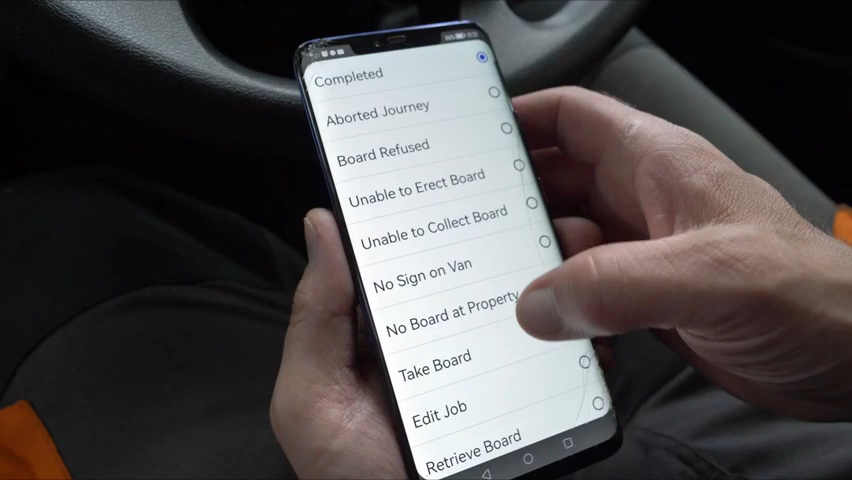 Completed
Aborted Journey
Board Refused
Unable to Erect Board
Unable to Collect Board
No Sign on Van
No Board at Property
Take Board
Edit Job
Retrieve Board